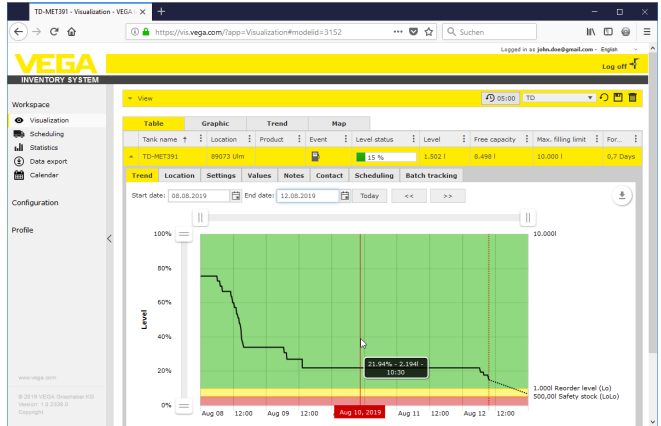 TD-MET391 - Visualization - VEGA
https://vis.vega.com/?app=Visualization#modelid=3152
Suchen
Logged in as john.doe@gmail.com - English
VEGA
Log off
INVENTORY SYSTEM
Workspace
Visualization
Scheduling
Statistics
Data export
Calendar
Configuration
Profile
www.vega.com
© 2019 VEGA Grieshaber KG
Copyright
View
05:00
TD
Table Graphic Trend Map
Tank name ↑ Location Product Event Level status Level Free capacity Max. filling limit For...
TD-MET391 89073 Ulm 15 % 1.502 l 8.498 l 10.000 l 0,7 Days
Trend Location Settings Values Notes Contact Scheduling Batch tracking
Start date: 08.08.2019 End date: 12.08.2019 Today << >>
100% 10.000l
80%
60%
Level
40%
21.94% - 2.194l -
10:30
20%
1.000l Reorder level (Lo)
500,00l Safety stock (LoLo)
0%
Aug 08 12:00 Aug 09 12:00 Aug 10, 2019 Aug 11 12:00 Aug 12 12:00